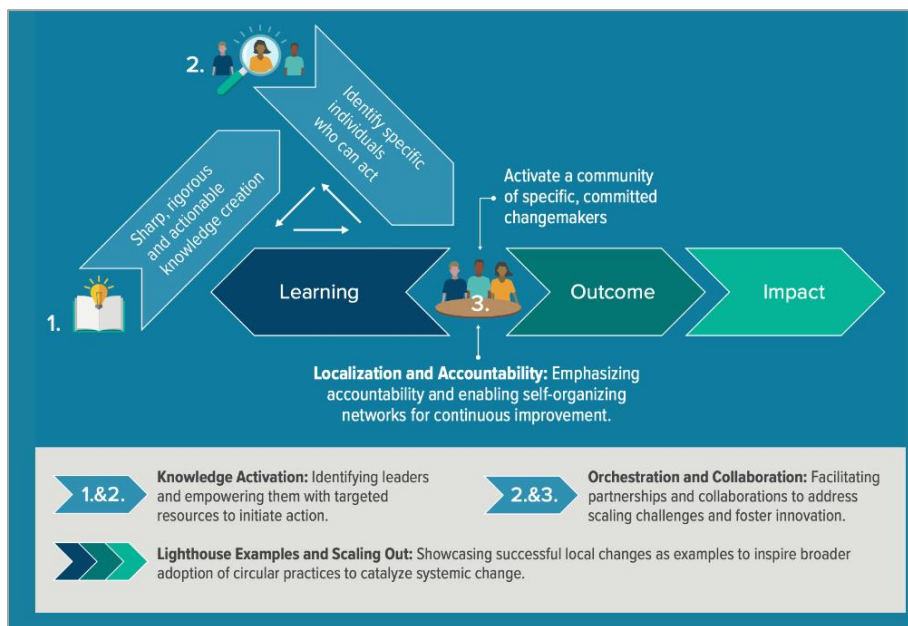 2.
Identify specific
individuals
who can act
Sharp, rigorous
and actionable
knowledge creation
1.
Activate a community
of specific, committed
changemakers
Learning
3.
Outcome
Impact
Localization and Accountability: Emphasizing
accountability and enabling self-organizing
networks for continuous improvement.
1.&2.
Knowledge Activation: Identifying leaders
and empowering them with targeted
resources to initiate action.
2.&3.
Orchestration and Collaboration: Facilitating
partnerships and collaborations to address
scaling challenges and foster innovation.
Lighthouse Examples and Scaling Out: Showcasing successful local changes as examples to inspire broader
adoption of circular practices to catalyze systemic change.